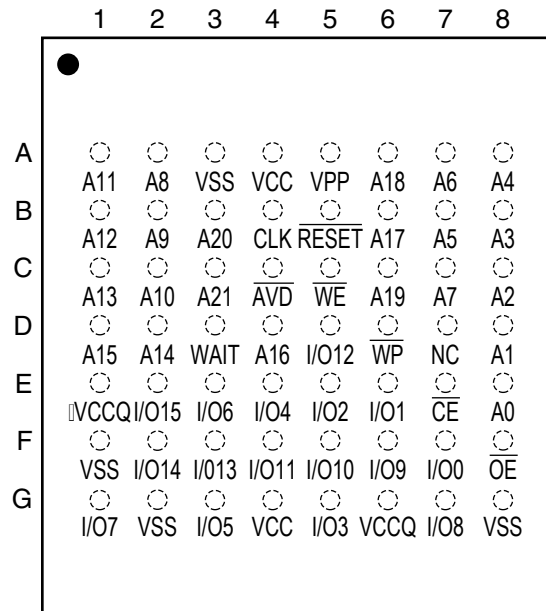 1 2 3 4 5 6 7 8
A
A11 A8 VSS VCC VPP A18 A6 A4
B
A12 A9 A20 CLK RESET A17 A5 A3
C
A13 A10 A21 AVD WE A19 A7 A2
D
A15 A14 WAIT A16 I/O12 WP NC A1
E
VCCQ I/O15 I/O6 I/O4 I/O2 I/O1 CE A0
F
VSS I/O14 I/013 I/O11 I/O10 I/O9 I/O0 OE
G
I/O7 VSS I/O5 VCC I/O3 VCCQ I/O8 VSS